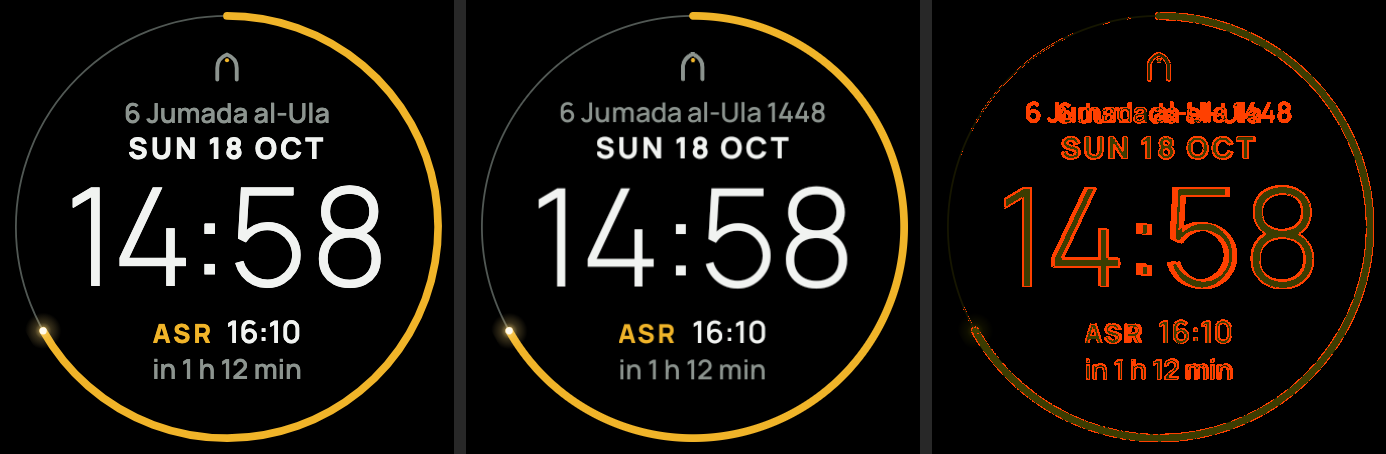 6 Jumada al-Ula
SUN 18 OCT
14:58
ASR 16:10
in 1 h 12 min
6 Jumada al-Ula 1448
SUN 18 OCT
14:58
ASR 16:10
in 1 h 12 min
6 1448
SUN 18 OCT
14:58
ASR 16:10
in 1 h 12 min